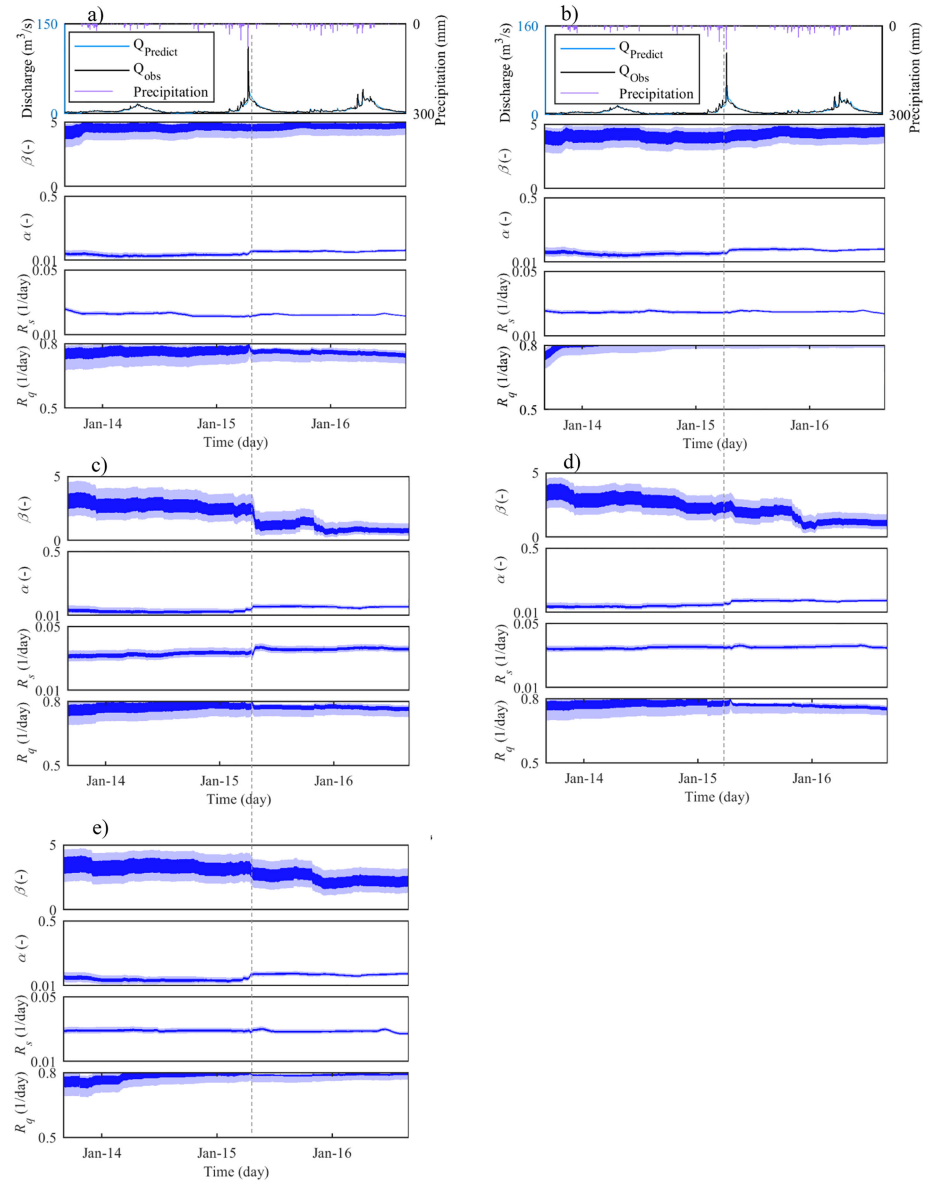 a)
150
0
Discharge (m³/s)
Q_Predict
Q_obs
Precipitation
Precipitation (mm)
0
300
5
β (-)
0
0.5
α (-)
0.01
0.05
R_s (1/day)
0.01
0.8
R_q (1/day)
0.5
Jan-14
Jan-15
Jan-16
Time (day)
b)
160
0
Discharge (m³/s)
Q_Predict
Q_Obs
Precipitation
Precipitation (mm)
0
300
5
β (-)
0
0.5
α (-)
0.01
0.05
R_s (1/day)
0.01
0.8
R_q (1/day)
0.5
Jan-14
Jan-15
Jan-16
Time (day)
c)
5
β (-)
0
0.5
α (-)
0.01
0.05
R_s (1/day)
0.01
0.8
R_q (1/day)
0.5
Jan-14
Jan-15
Jan-16
Time (day)
d)
5
β (-)
0
0.5
α (-)
0.01
0.05
R_s (1/day)
0.01
0.8
R_q (1/day)
0.5
Jan-14
Jan-15
Jan-16
Time (day)
e)
5
β (-)
0
0.5
α (-)
0.01
0.05
R_s (1/day)
0.01
0.8
R_q (1/day)
0.5
Jan-14
Jan-15
Jan-16
Time (day)